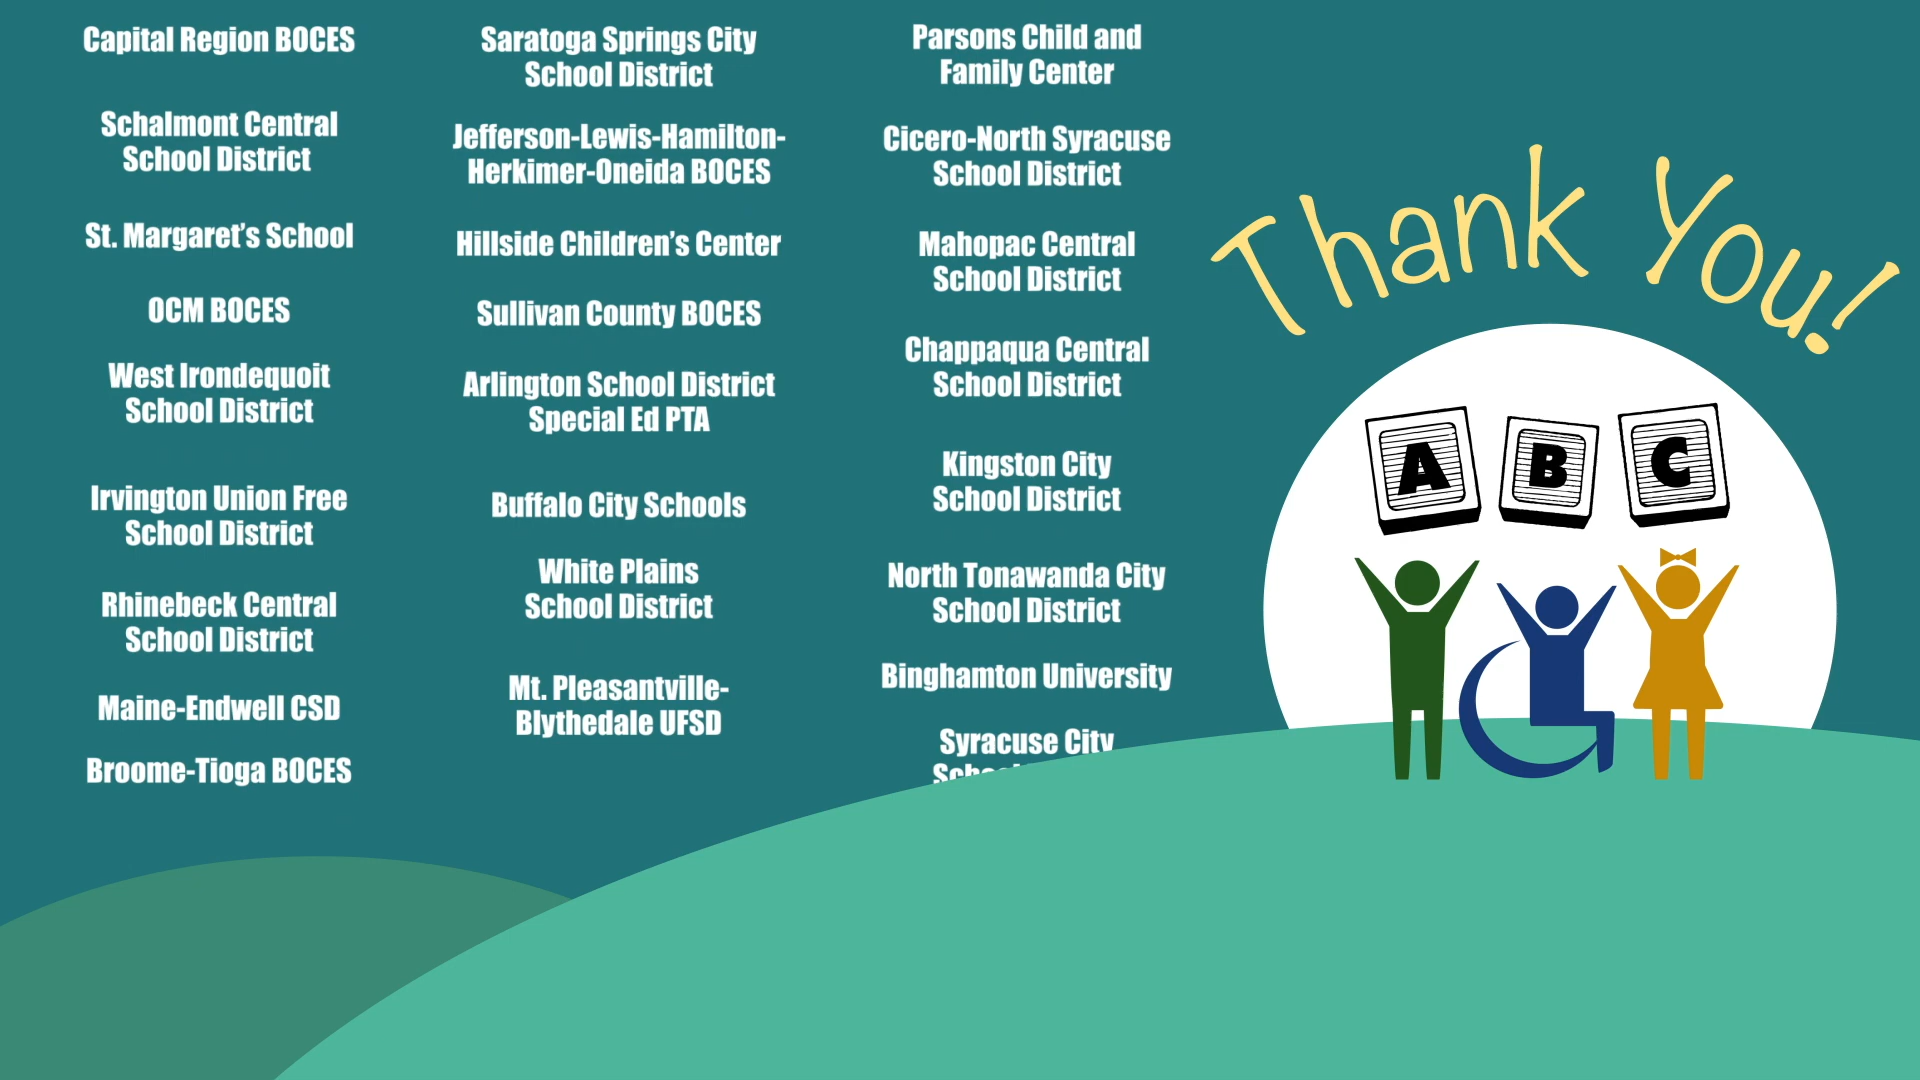 Capital Region BOCES
Schalmont Central
School District
St. Margaret's School
OCM BOCES
West Irondequoit
School District
Irvington Union Free
School District
Rhinebeck Central
School District
Maine-Endwell CSD
Broome-Tioga BOCES
Saratoga Springs City
School District
Jefferson-Lewis-Hamilton-
Herkimer-Oneida BOCES
Hillside Children's Center
Sullivan County BOCES
Arlington School District
Special Ed PTA
Buffalo City Schools
White Plains
School District
Mt. Pleasantville-
Blythedale UFSD
Parsons Child and
Family Center
Cicero-North Syracuse
School District
Mahopac Central
School District
Chappaqua Central
School District
Kingston City
School District
North Tonawanda City
School District
Binghamton University
Syracuse City
Thank You!
A B C